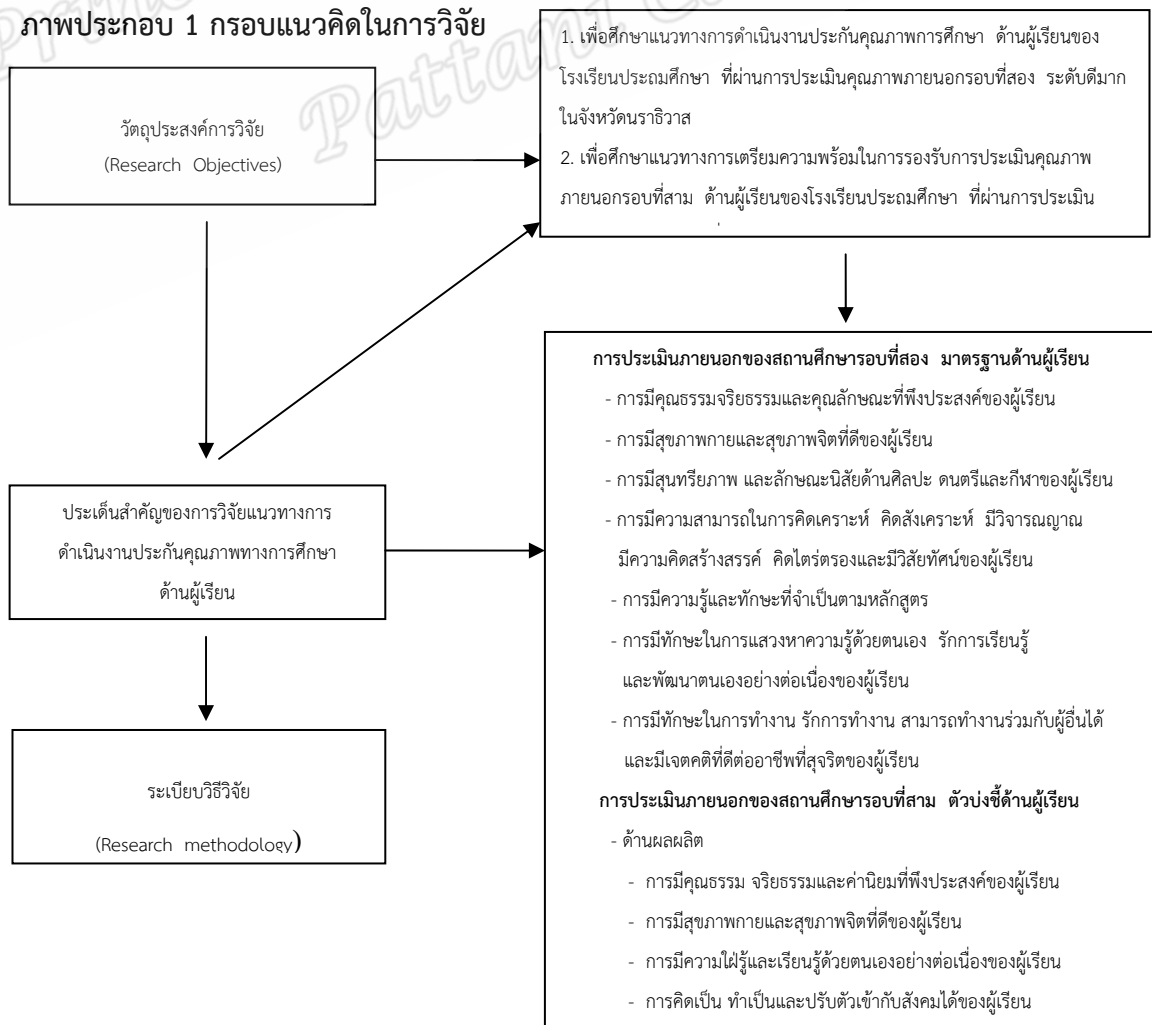 ภาพประกอบ 1 กรอบแนวคิดในการวิจัย
วัตถุประสงค์การวิจัย
(Research Objectives)
1. เพื่อศึกษาแนวทางการดำเนินงานประกันคุณภาพการศึกษา ด้านผู้เรียนของ
โรงเรียนประถมศึกษา ที่ผ่านการประเมินคุณภาพภายนอกรอบที่สอง ระดับดีมาก
ในจังหวัดนราธิวาส
2. เพื่อศึกษาแนวทางการเตรียมความพร้อมในการรองรับการประเมินคุณภาพ
ภายนอกรอบที่สาม ด้านผู้เรียนของโรงเรียนประถมศึกษา ที่ผ่านการประเมิน
ประเด็นสำคัญของการวิจัยแนวทางการ
ดำเนินงานประกันคุณภาพทางการศึกษา
ด้านผู้เรียน
ระเบียบวิธีวิจัย
(Research methodology)
การประเมินภายนอกของสถานศึกษารอบที่สอง มาตรฐานด้านผู้เรียน
- การมีคุณธรรมจริยธรรมและคุณลักษณะที่พึงประสงค์ของผู้เรียน
- การมีสุขภาพกายและสุขภาพจิตที่ดีของผู้เรียน
- การมีสุนทรียภาพ และลักษณะนิสัยด้านศิลปะ ดนตรีและกีฬาของผู้เรียน
- การมีความสามารถในการคิดเคราะห์ คิดสังเคราะห์ มีวิจารณญาณ
มีความคิดสร้างสรรค์ คิดไตร่ตรองและมีวิสัยทัศน์ของผู้เรียน
- การมีความรู้และทักษะที่จำเป็นตามหลักสูตร
- การมีทักษะในการแสวงหาความรู้ด้วยตนเอง รักการเรียนรู้
และพัฒนาตนเองอย่างต่อเนื่องของผู้เรียน
- การมีทักษะในการทำงาน รักการทำงาน สามารถทำงานร่วมกับผู้อื่นได้
และมีเจตคติที่ดีต่ออาชีพที่สุจริตของผู้เรียน
การประเมินภายนอกของสถานศึกษารอบที่สาม ตัวบ่งชี้ด้านผู้เรียน
- ด้านผลผลิต
- การมีคุณธรรม จริยธรรมและค่านิยมที่พึงประสงค์ของผู้เรียน
- การมีสุขภาพกายและสุขภาพจิตที่ดีของผู้เรียน
- การมีความใฝ่รู้และเรียนรู้ด้วยตนเองอย่างต่อเนื่องของผู้เรียน
- การคิดเป็น ทำเป็นและปรับตัวเข้ากับสังคมได้ของผู้เรียน
Pattani